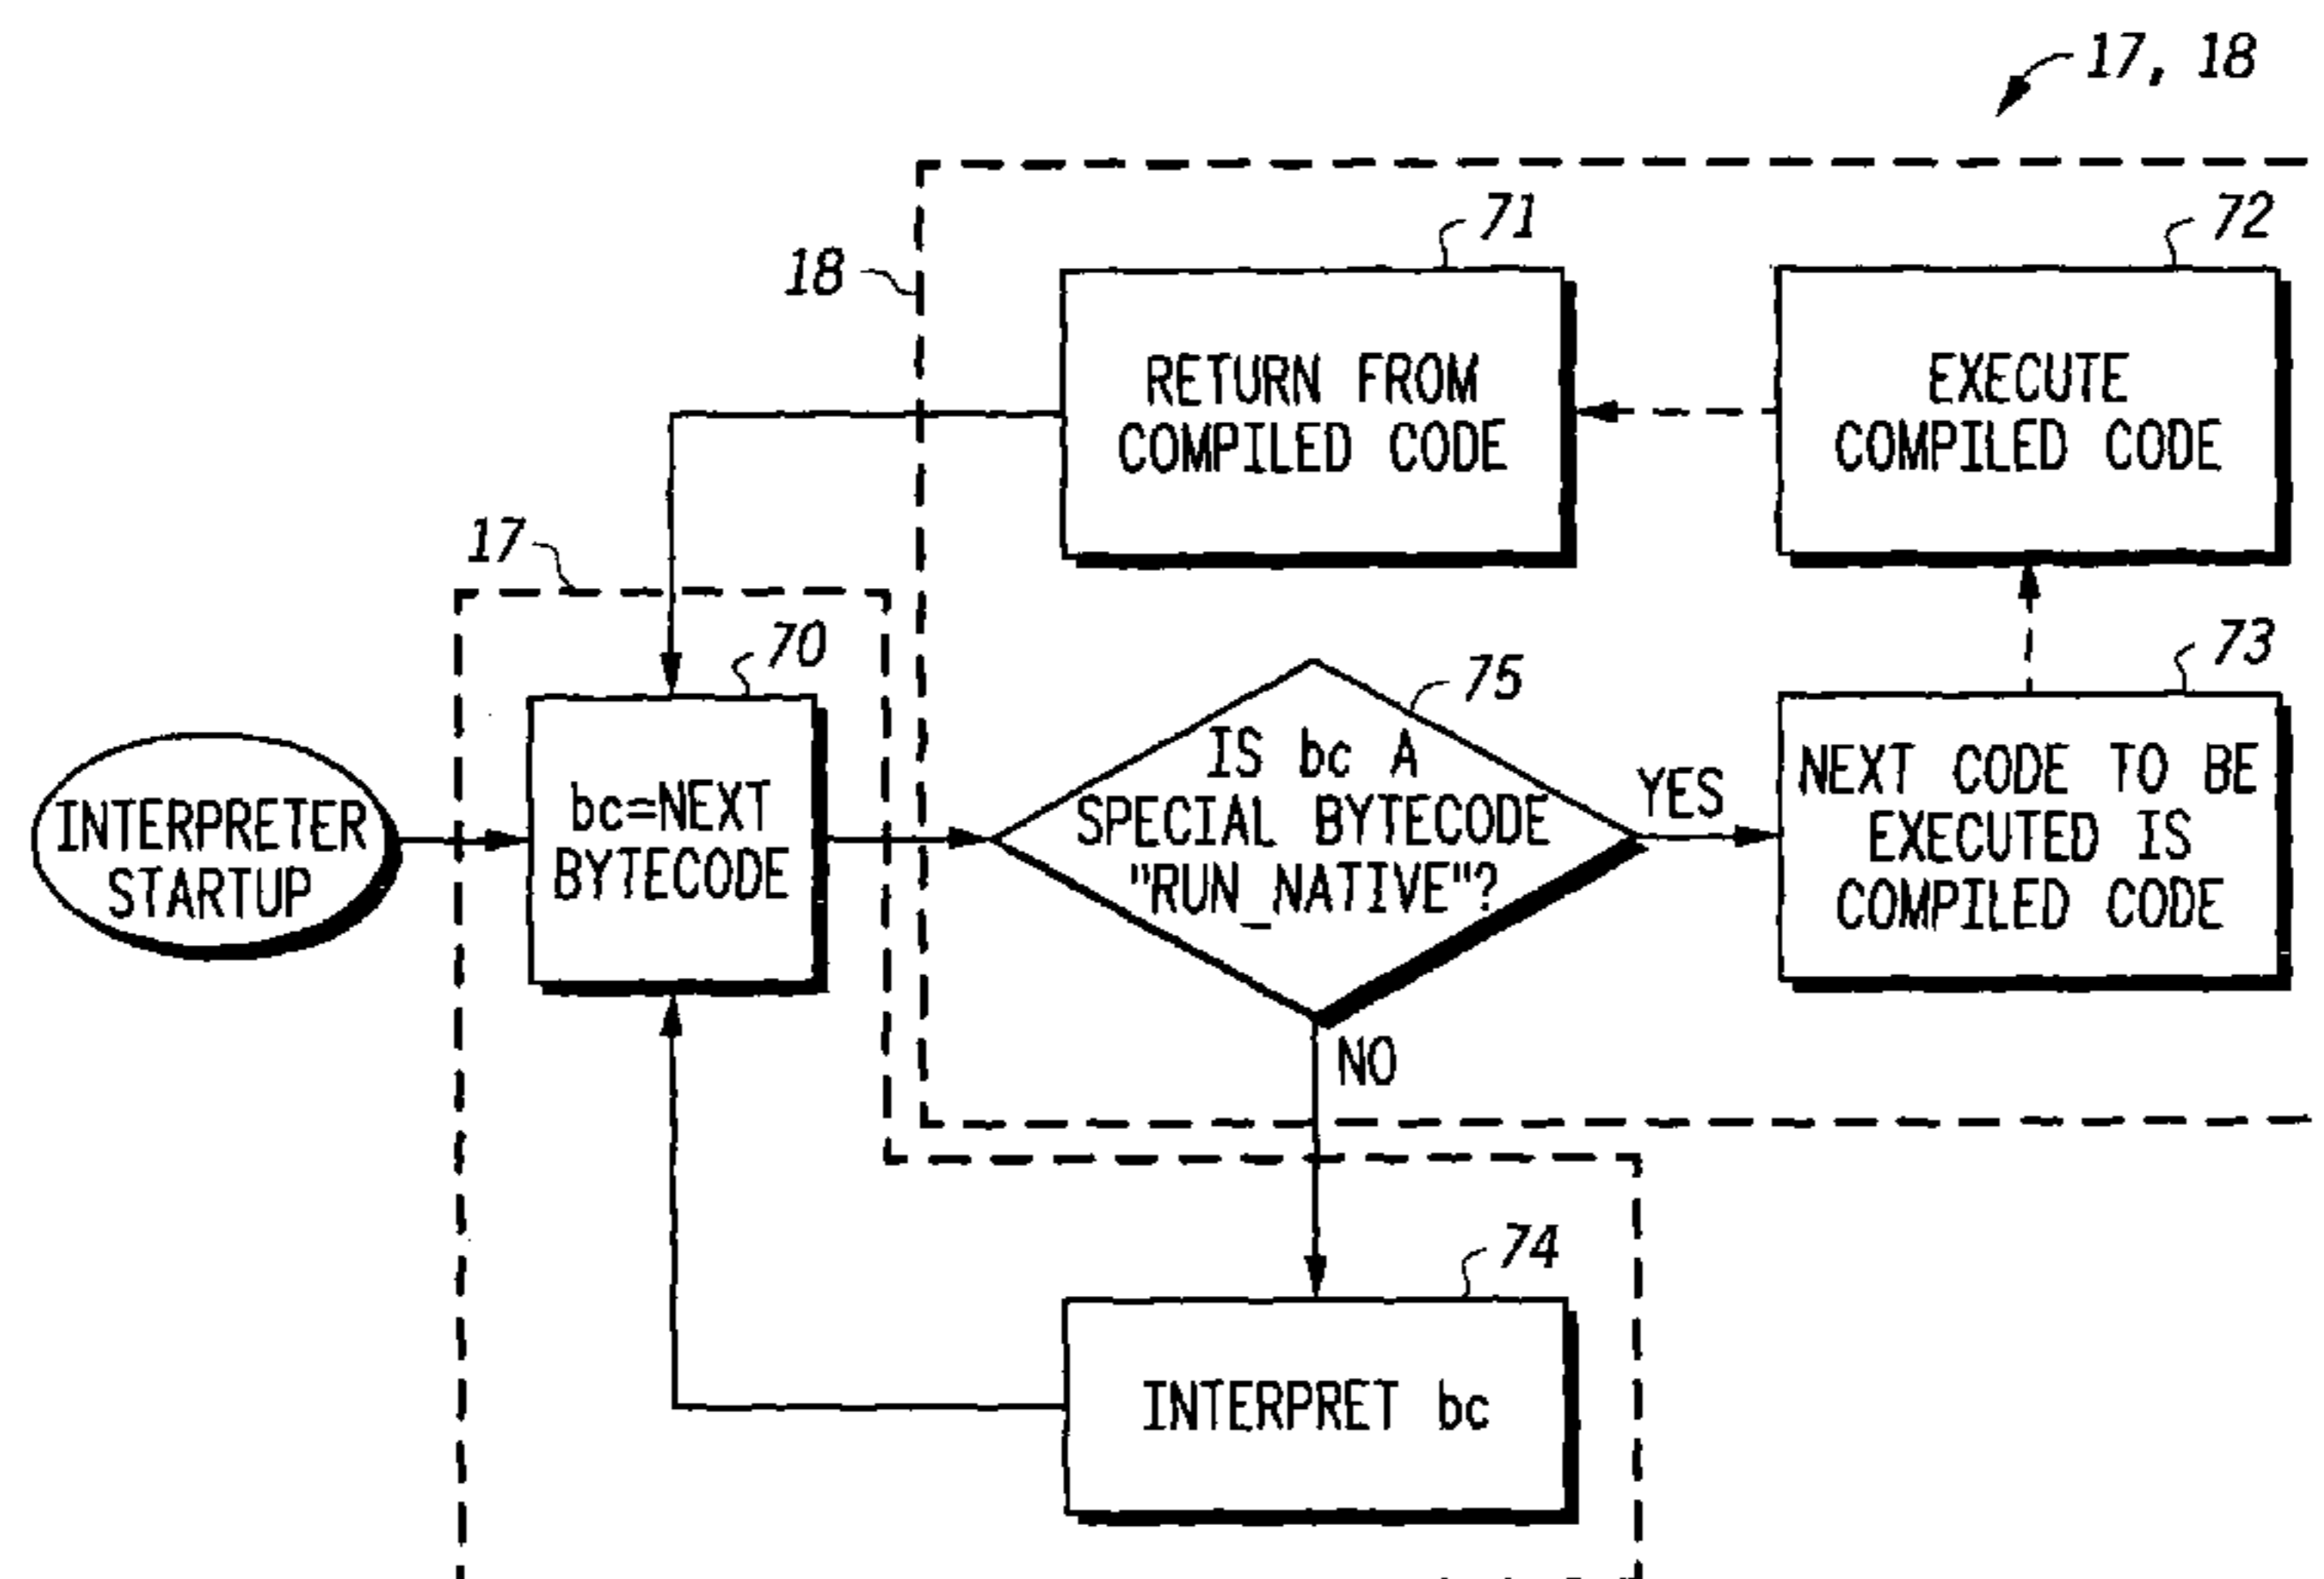 17, 18
18
71
RETURN FROM
COMPILED CODE
72
EXECUTE
COMPILED CODE
17
70
INTERPRETER
STARTUP
bc=NEXT
BYTECODE
75
IS bc A
SPECIAL BYTECODE
"RUN_NATIVE"?
YES
73
NEXT CODE TO BE
EXECUTED IS
COMPILED CODE
NO
74
INTERPRET bc